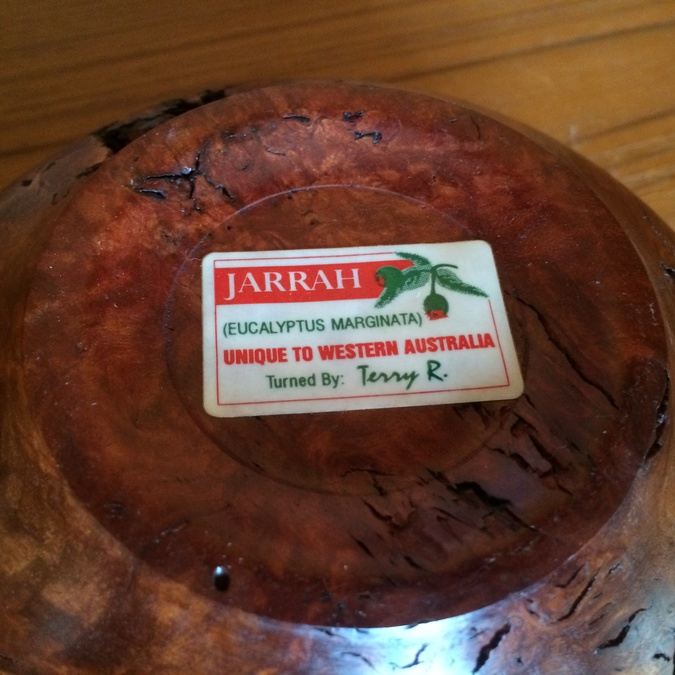 JARRAH
(EUCALYPTUS MARGINATA)
UNIQUE TO WESTERN AUSTRALIA
Turned By: Terry R.